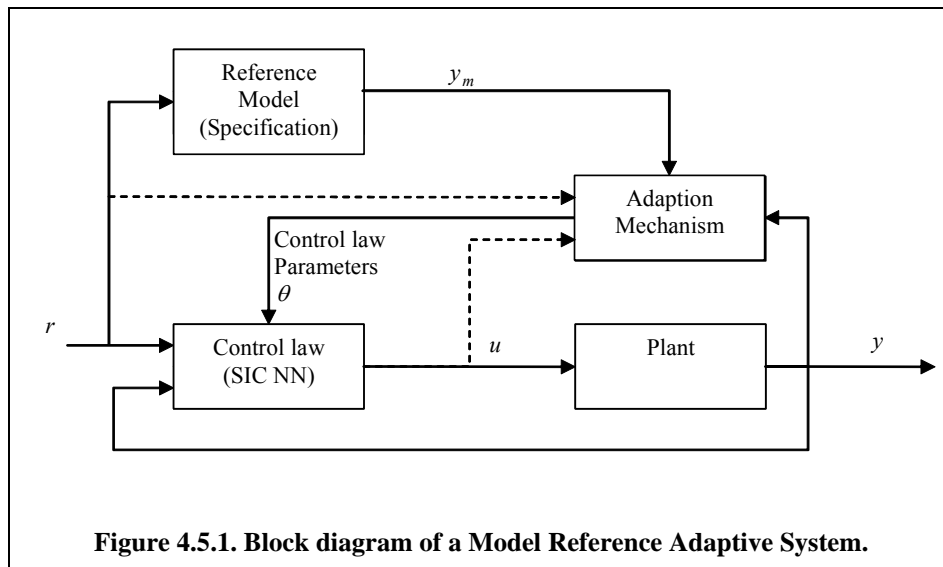 Reference
Model
(Specification)
y_m
Adaption
Mechanism
Control law
Parameters
θ
r
Control law
(SIC NN)
u
Plant
y
Figure 4.5.1. Block diagram of a Model Reference Adaptive System.